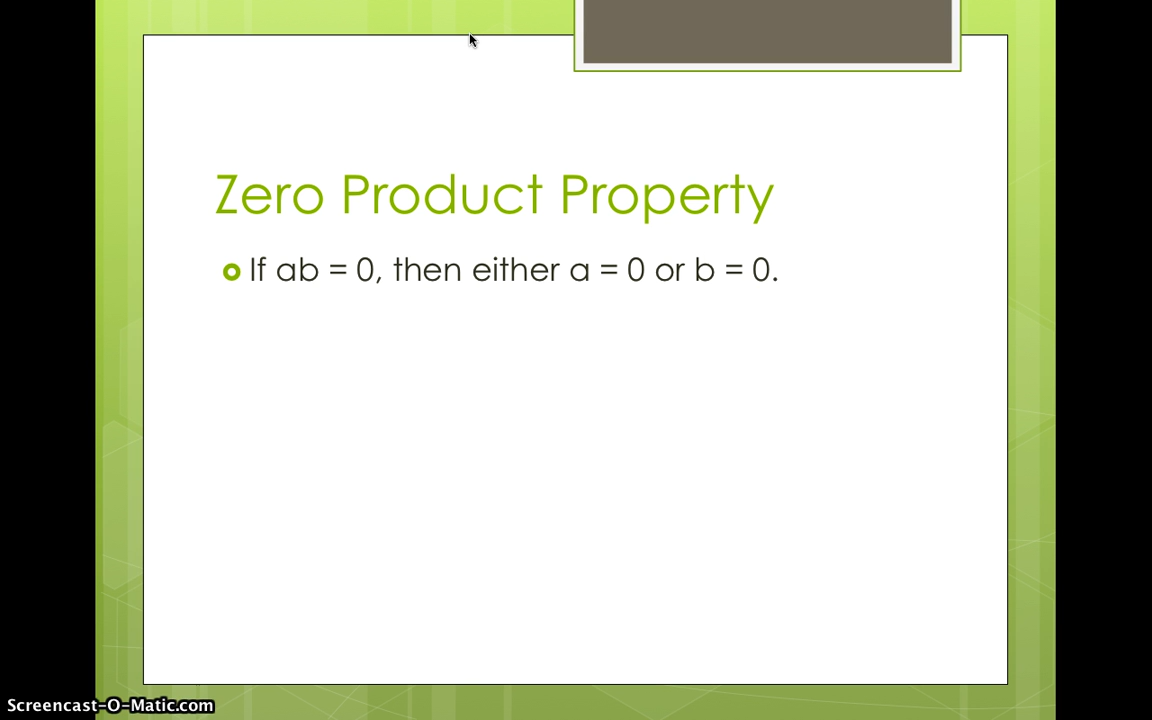 Zero Product Property
If ab = 0, then either a = 0 or b = 0.
Screencast-O-Matic.com